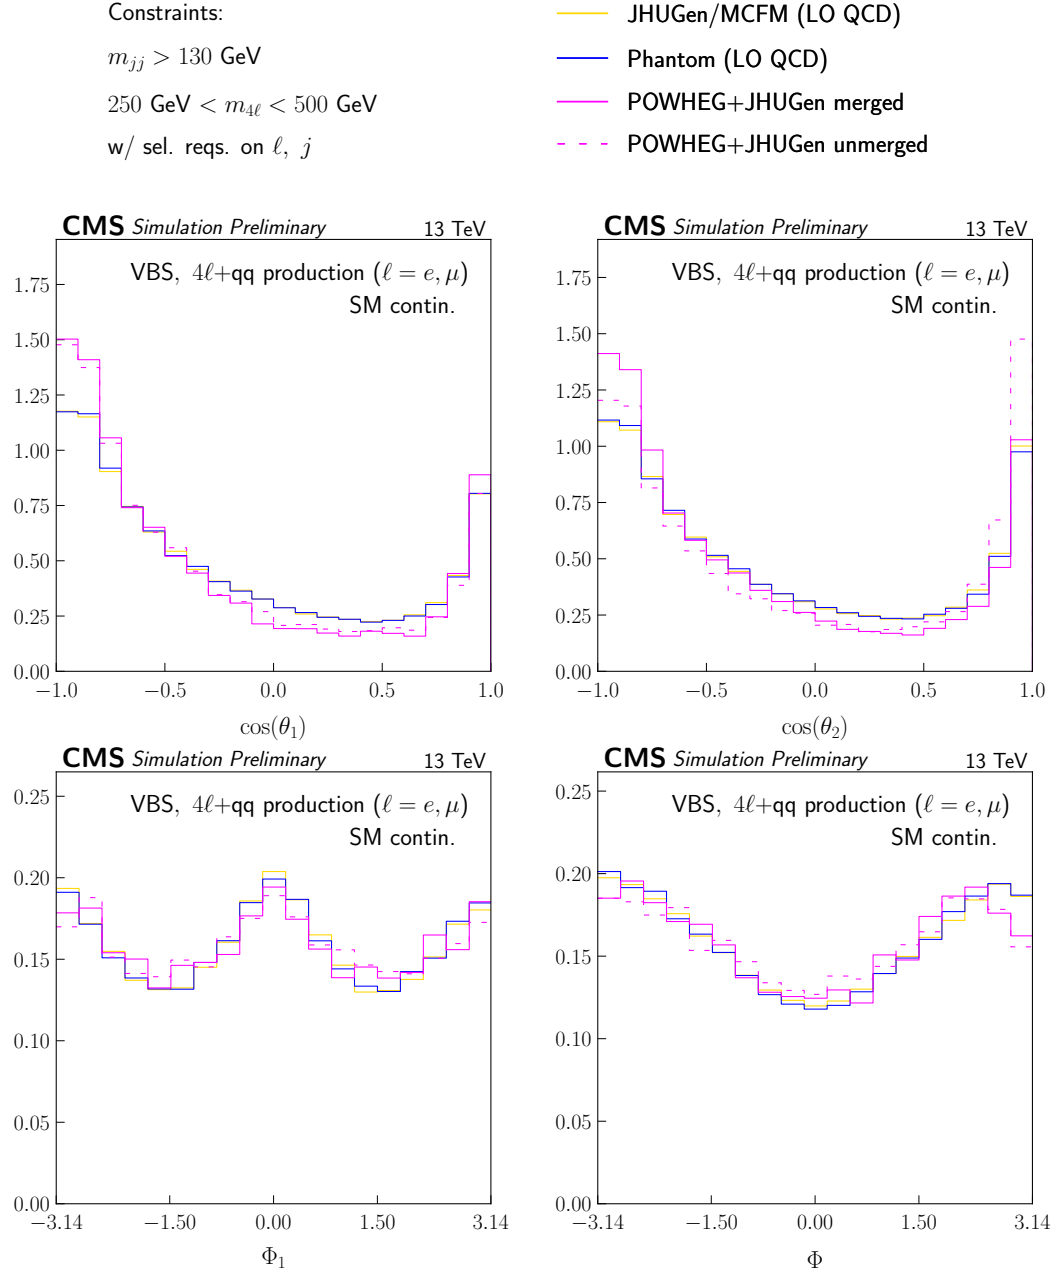 Constraints:
m_{jj} > 130 GeV
250 GeV < m_{4ℓ} < 500 GeV
w/ sel. reqs. on ℓ, j
JHUGen/MCFM (LO QCD)
Phantom (LO QCD)
POWHEG+JHUGen merged
POWHEG+JHUGen unmerged
CMS Simulation Preliminary 13 TeV
VBS, 4ℓ+qq production (ℓ = e, μ)
SM contin.
1.75
1.50
1.25
1.00
0.75
0.50
0.25
0.00
−1.0 −0.5 0.0 0.5 1.0
cos(θ₁)
CMS Simulation Preliminary 13 TeV
VBS, 4ℓ+qq production (ℓ = e, μ)
SM contin.
1.75
1.50
1.25
1.00
0.75
0.50
0.25
0.00
−1.0 −0.5 0.0 0.5 1.0
cos(θ₂)
CMS Simulation Preliminary 13 TeV
VBS, 4ℓ+qq production (ℓ = e, μ)
SM contin.
0.25
0.20
0.15
0.10
0.05
0.00
−3.14 −1.50 0.00 1.50 3.14
Φ₁
CMS Simulation Preliminary 13 TeV
VBS, 4ℓ+qq production (ℓ = e, μ)
SM contin.
0.25
0.20
0.15
0.10
0.05
0.00
−3.14 −1.50 0.00 1.50 3.14
Φ